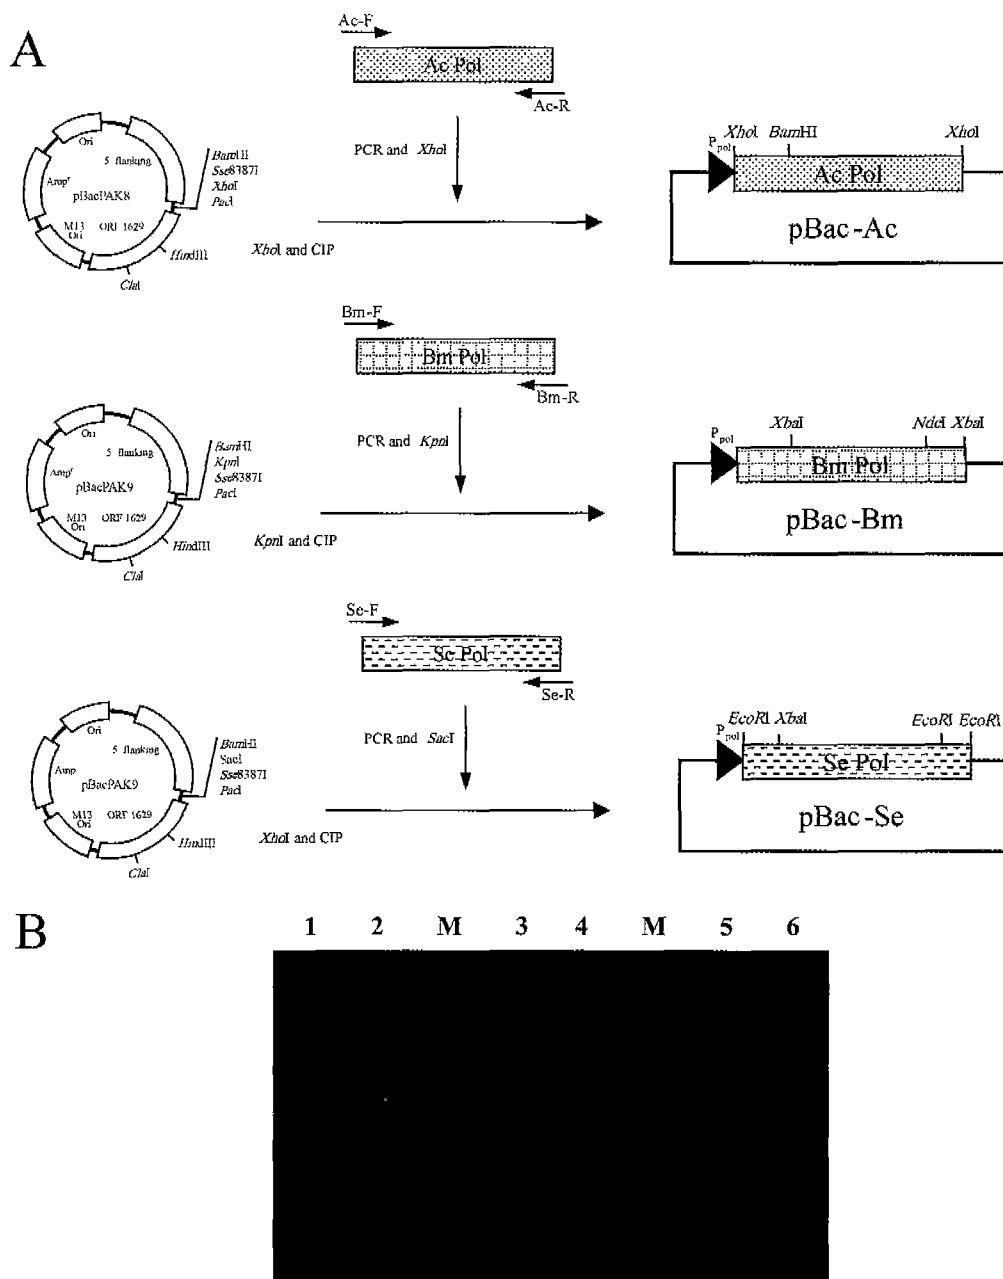 A
Ac-F
Ac Pol
Ac-R
PCR and XhoI
Ori
5 flanking
Ampr
pBacPAK8
M13
Ori
ORF 1629
BamHI
Sse8387I
XhoI
PacI
HindIII
ClaI
XhoI and CIP
Ppol
XhoI
BamHI
XhoI
Ac Pol
pBac-Ac
Bm-F
Bm Pol
Bm-R
PCR and KpnI
Ori
5 flanking
Ampr
pBacPAK9
M13
Ori
ORF 1629
BamHI
KpnI
Sse8387I
PacI
HindIII
ClaI
KpnI and CIP
Ppol
XbaI
NdeI
XbaI
Bm Pol
pBac-Bm
Se-F
Se Pol
Se-R
PCR and SacI
Ori
5 flanking
Amp
pBacPAK9
M13
Ori
ORF 1629
BamHI
SacI
Sse8387I
PacI
HindIII
ClaI
XhoI and CIP
Ppol
EcoRI
XbaI
EcoRI
EcoRI
Se Pol
pBac-Se
B
1 2 M 3 4 M 5 6